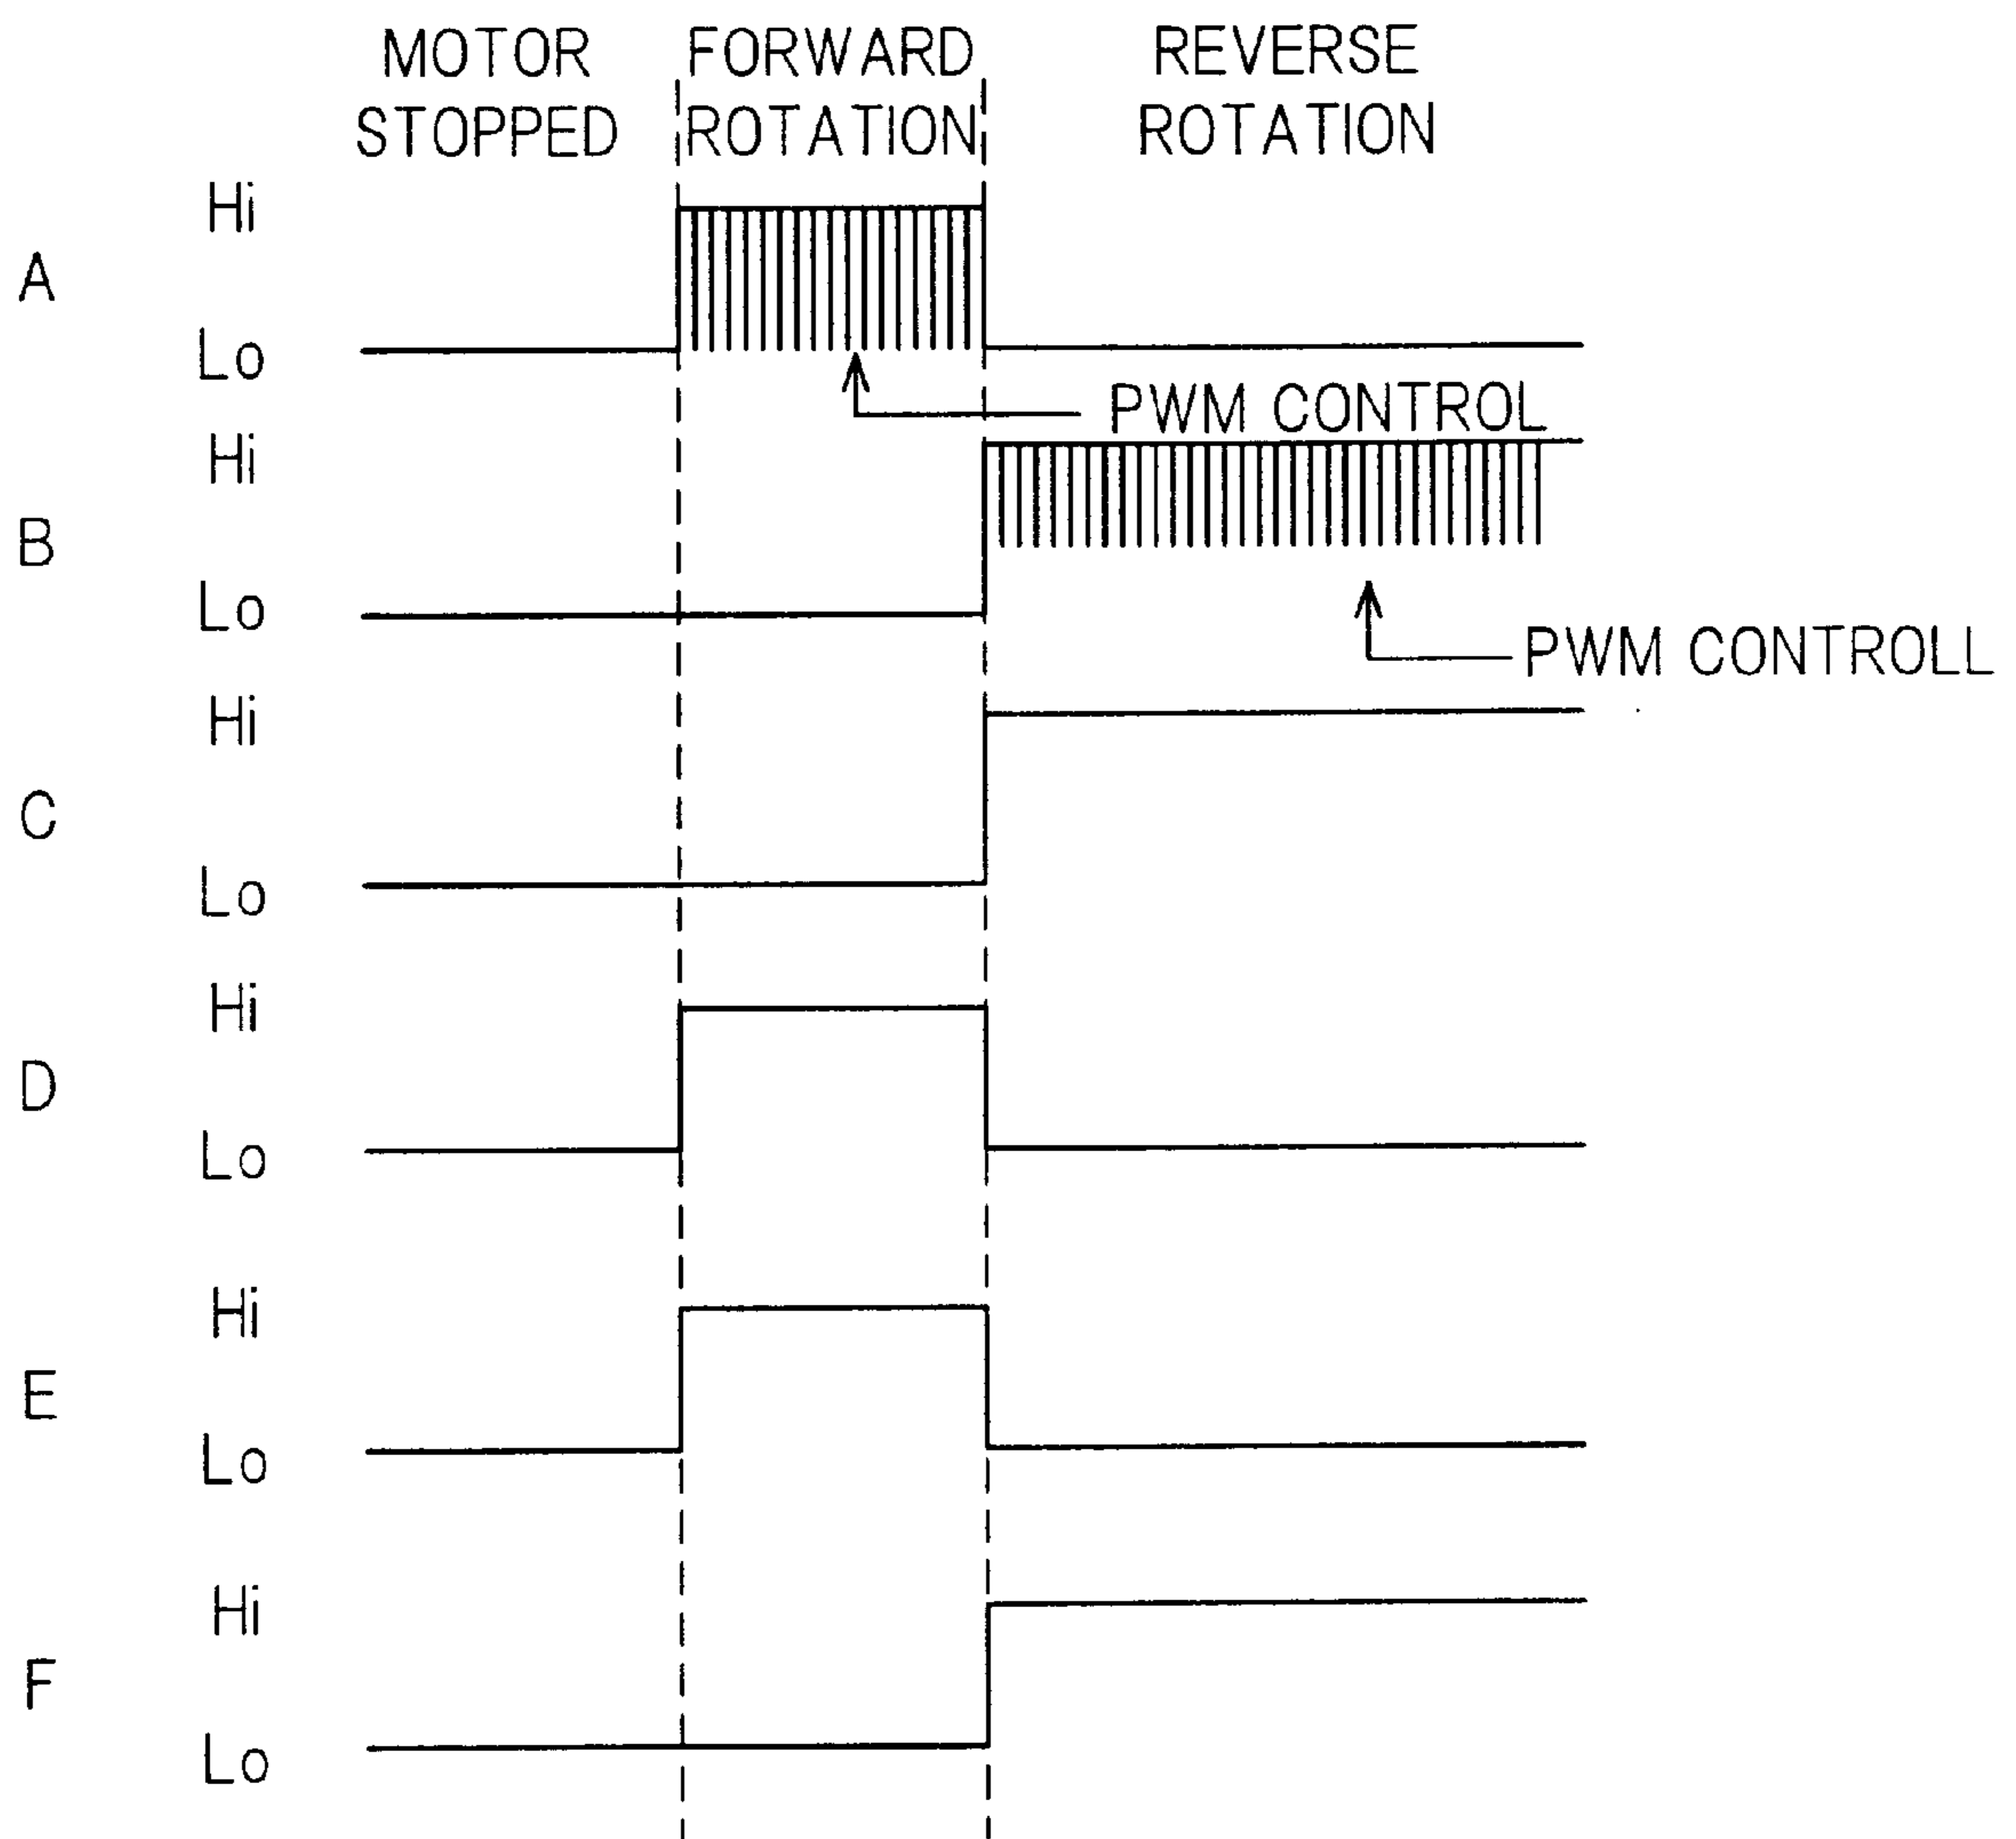 MOTOR STOPPED
FORWARD ROTATION
REVERSE ROTATION
A
Hi
Lo
PWM CONTROL
B
Hi
Lo
PWM CONTROLL
C
Hi
Lo
D
Hi
Lo
E
Hi
Lo
F
Hi
Lo